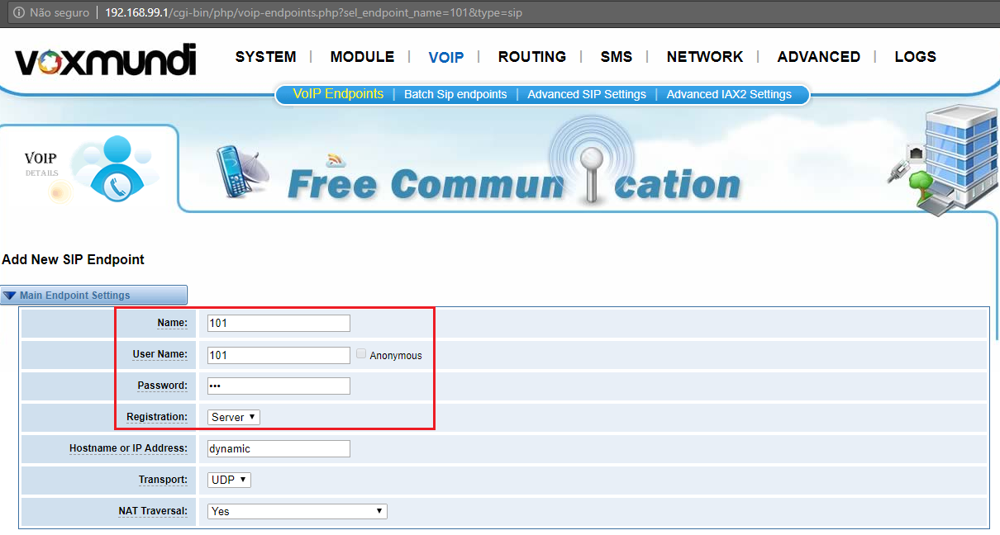 Não seguro | 192.168.99.1/cgi-bin/php/voip-endpoints.php?sel_endpoint_name=101&type=sip
voxmundi
SYSTEM | MODULE | VOIP | ROUTING | SMS | NETWORK | ADVANCED | LOGS
VoIP Endpoints | Batch Sip endpoints | Advanced SIP Settings | Advanced IAX2 Settings
VOIP
DETAILS
Free Communication
Add New SIP Endpoint
Main Endpoint Settings
Name: 101
User Name: 101 Anonymous
Password: •••
Registration: Server
Hostname or IP Address: dynamic
Transport: UDP
NAT Traversal: Yes